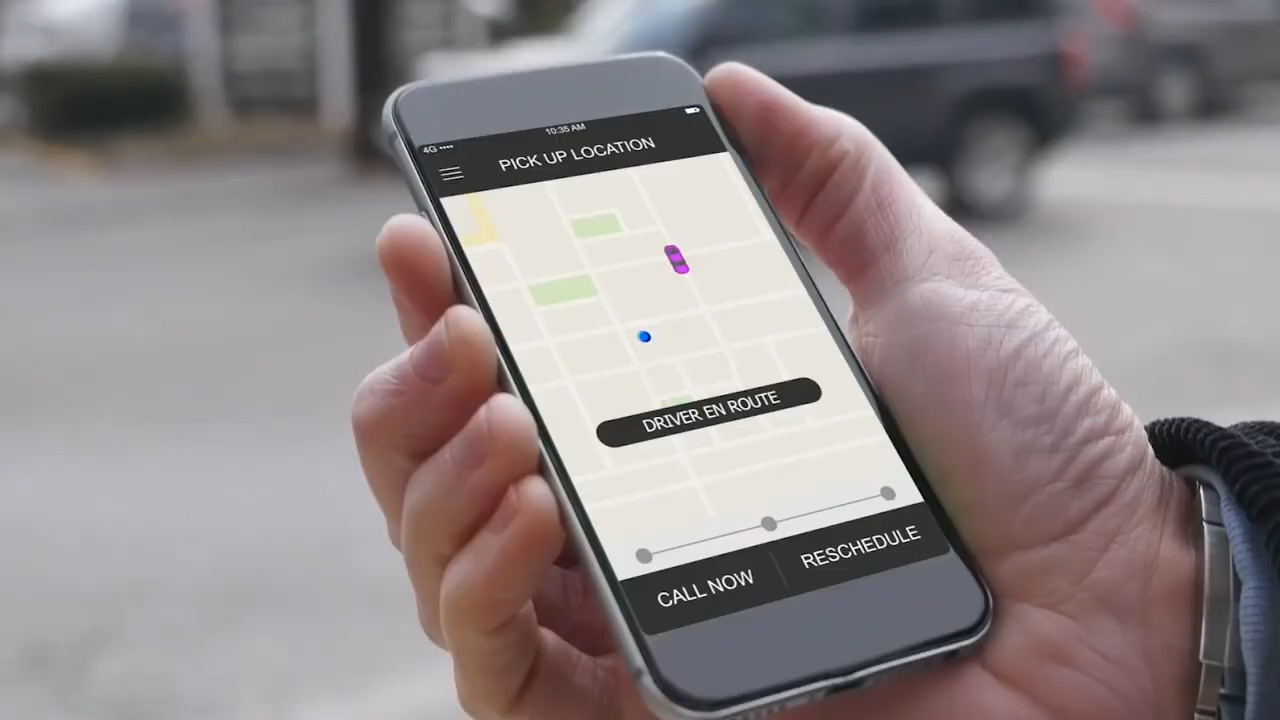 10:35 AM
4G
PICK UP LOCATION
DRIVER EN ROUTE
CALL NOW
RESCHEDULE